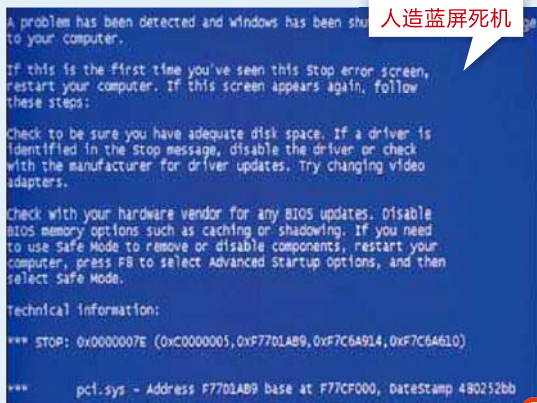 人造蓝屏死机
A problem has been detected and windows has been shu
to your computer.
If this is the first time you've seen this Stop error screen,
restart your computer. If this screen appears again, follow
these steps:
Check to be sure you have adequate disk space. If a driver is
identified in the Stop message, disable the driver or check
with the manufacturer for driver updates. Try changing video
adapters.
Check with your hardware vendor for any BIOS updates. Disable
BIOS memory options such as caching or shadowing. If you need
to use Safe Mode to remove or disable components, restart your
computer, press F8 to select Advanced Startup Options, and then
select Safe Mode.
Technical information:
*** STOP: 0x0000007E (0xC0000005,0xF7701AB9,0xF7C6A914,0xF7C6A610)
*** pci.sys - Address F7701AB9 base at F77CF000, DateStamp 480252bb